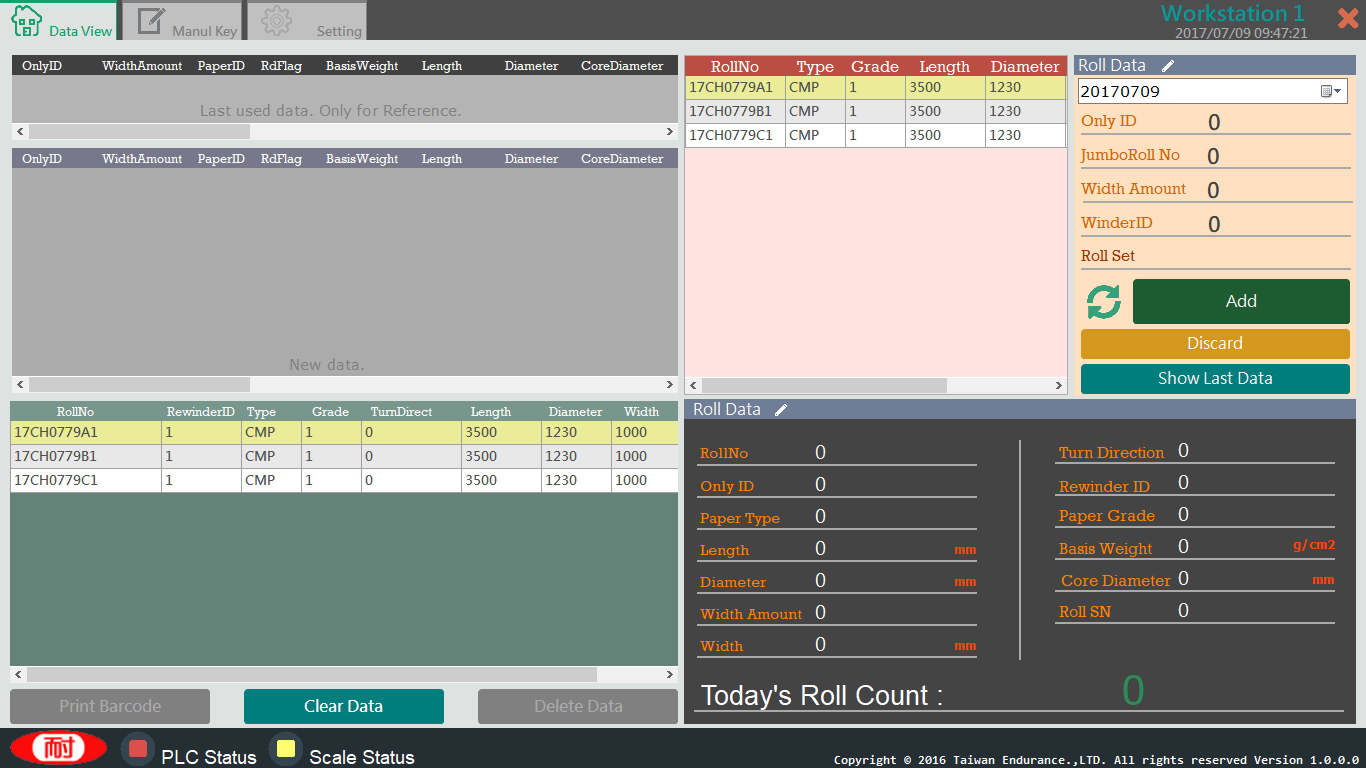 Data View Manul Key Setting
Workstation 1
2017/07/09 09:47:21
OnlyID WidthAmount PaperID RdFlag BasisWeight Length Diameter CoreDiameter
Last used data. Only for Reference.
OnlyID WidthAmount PaperID RdFlag BasisWeight Length Diameter CoreDiameter
New data.
RollNo RewinderID Type Grade TurnDirect Length Diameter Width
17CH0779A1 1 CMP 1 0 3500 1230 1000
17CH0779B1 1 CMP 1 0 3500 1230 1000
17CH0779C1 1 CMP 1 0 3500 1230 1000
Print Barcode Clear Data Delete Data
RollNo Type Grade Length Diameter
17CH0779A1 CMP 1 3500 1230
17CH0779B1 CMP 1 3500 1230
17CH0779C1 CMP 1 3500 1230
Roll Data
20170709
Only ID 0
JumboRoll No 0
Width Amount 0
WinderID 0
Roll Set
Add
Discard
Show Last Data
Roll Data
RollNo 0
Only ID 0
Paper Type 0
Length 0 mm
Diameter 0 mm
Width Amount 0
Width 0 mm
Turn Direction 0
Rewinder ID 0
Paper Grade 0
Basis Weight 0 g/cm2
Core Diameter 0 mm
Roll SN 0
Today's Roll Count : 0
耐 PLC Status Scale Status
Copyright © 2016 Taiwan Endurance.,LTD. All rights reserved Version 1.0.0.0